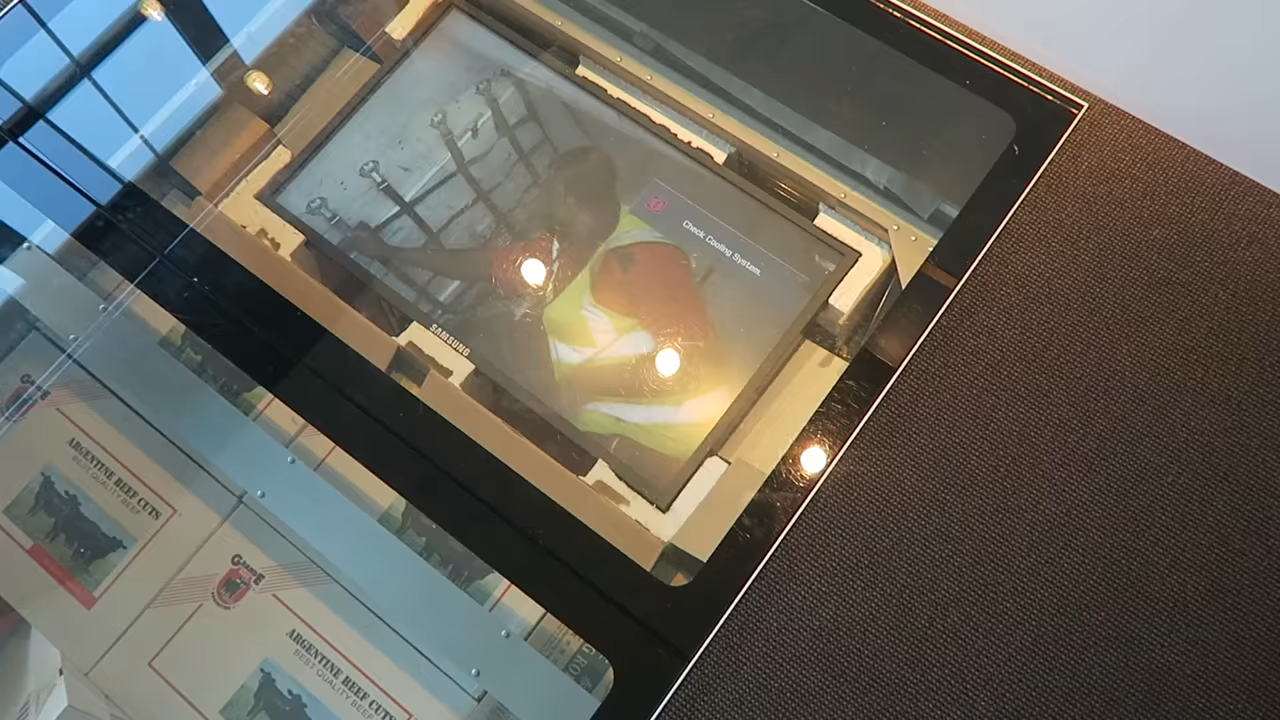 Check Cooling System.
SAMSUNG
ARGENTINE BEEF CUTS
BEST QUALITY BEEF
ARGENTINE BEEF CUTS
BEST QUALITY BEEF